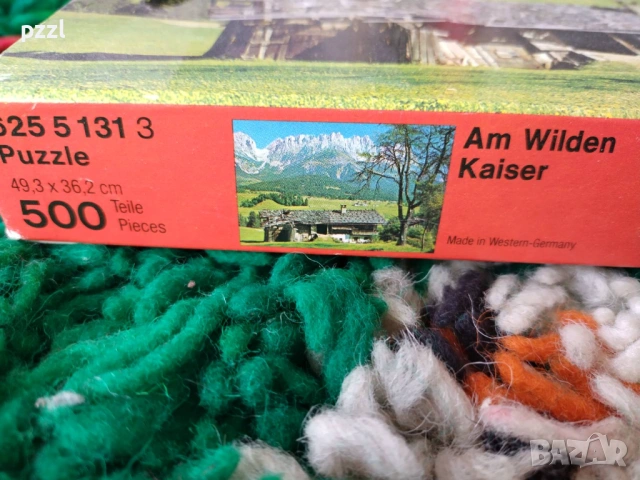 pzzl
625 5 131 3
Puzzle
49,3 x 36,2 cm
500 Teile
Pieces
Am Wilden
Kaiser
Made in Western-Germany
BAZAR